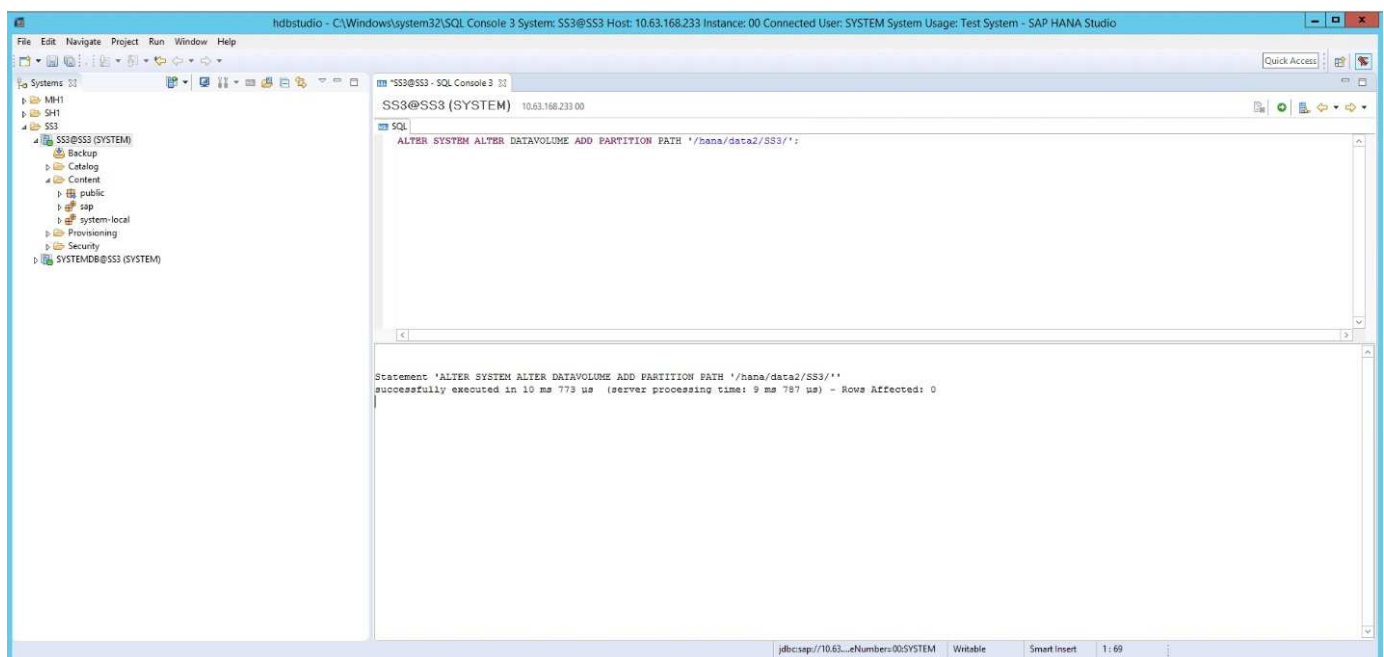 hdbstudio - C:\Windows\system32\SQL Console 3 System: SS3@SS3 Host: 10.63.168.233 Instance: 00 Connected User: SYSTEM System Usage: Test System - SAP HANA Studio
File Edit Navigate Project Run Window Help
Quick Access
Systems
MH1
SH1
SS3
SS3@SS3 (SYSTEM)
Backup
Catalog
Content
public
sap
system-local
Provisioning
Security
SYSTEMDB@SS3 (SYSTEM)
*SS3@SS3 - SQL Console 3
SS3@SS3 (SYSTEM) 10.63.168.233 00
SQL
ALTER SYSTEM ALTER DATAVOLUME ADD PARTITION PATH '/hana/data2/SS3/';
Statement 'ALTER SYSTEM ALTER DATAVOLUME ADD PARTITION PATH '/hana/data2/SS3/''
successfully executed in 10 ms 773 µs (server processing time: 9 ms 787 µs) - Rows Affected: 0
jdbc:sap://10.63....eNumber=00:SYSTEM Writable Smart Insert 1 : 69